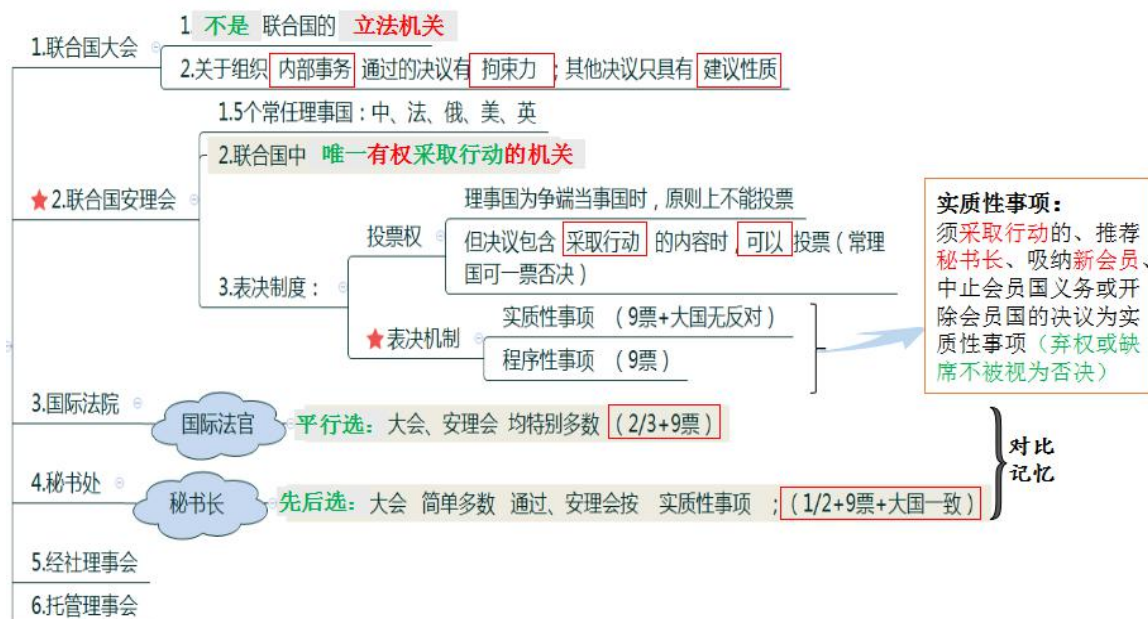 1.联合国大会
1. 不是 联合国的 立法机关
2.关于组织 内部事务 通过的决议有 拘束力 ；其他决议只具有 建议性质
★2.联合国安理会
1.5个常任理事国：中、法、俄、美、英
2.联合国中 唯一有权采取行动的机关
3.表决制度：
投票权
理事国为争端当事国时，原则上不能投票
但决议包含 采取行动 的内容时，可以 投票（常理
国可一票否决）
★表决机制
实质性事项 （9票+大国无反对）
程序性事项 （9票）
实质性事项：
须采取行动的、推荐
秘书长、吸纳新会员、
中止会员国义务或开
除会员国的决议为实
质性事项（弃权或缺
席不被视为否决）
3.国际法院
国际法官
平行选：大会、安理会 均特别多数 （2/3+9票）
4.秘书处
秘书长
先后选：大会 简单多数 通过、安理会按 实质性事项 ；（1/2+9票+大国一致）
对比
记忆
5.经社理事会
6.托管理事会